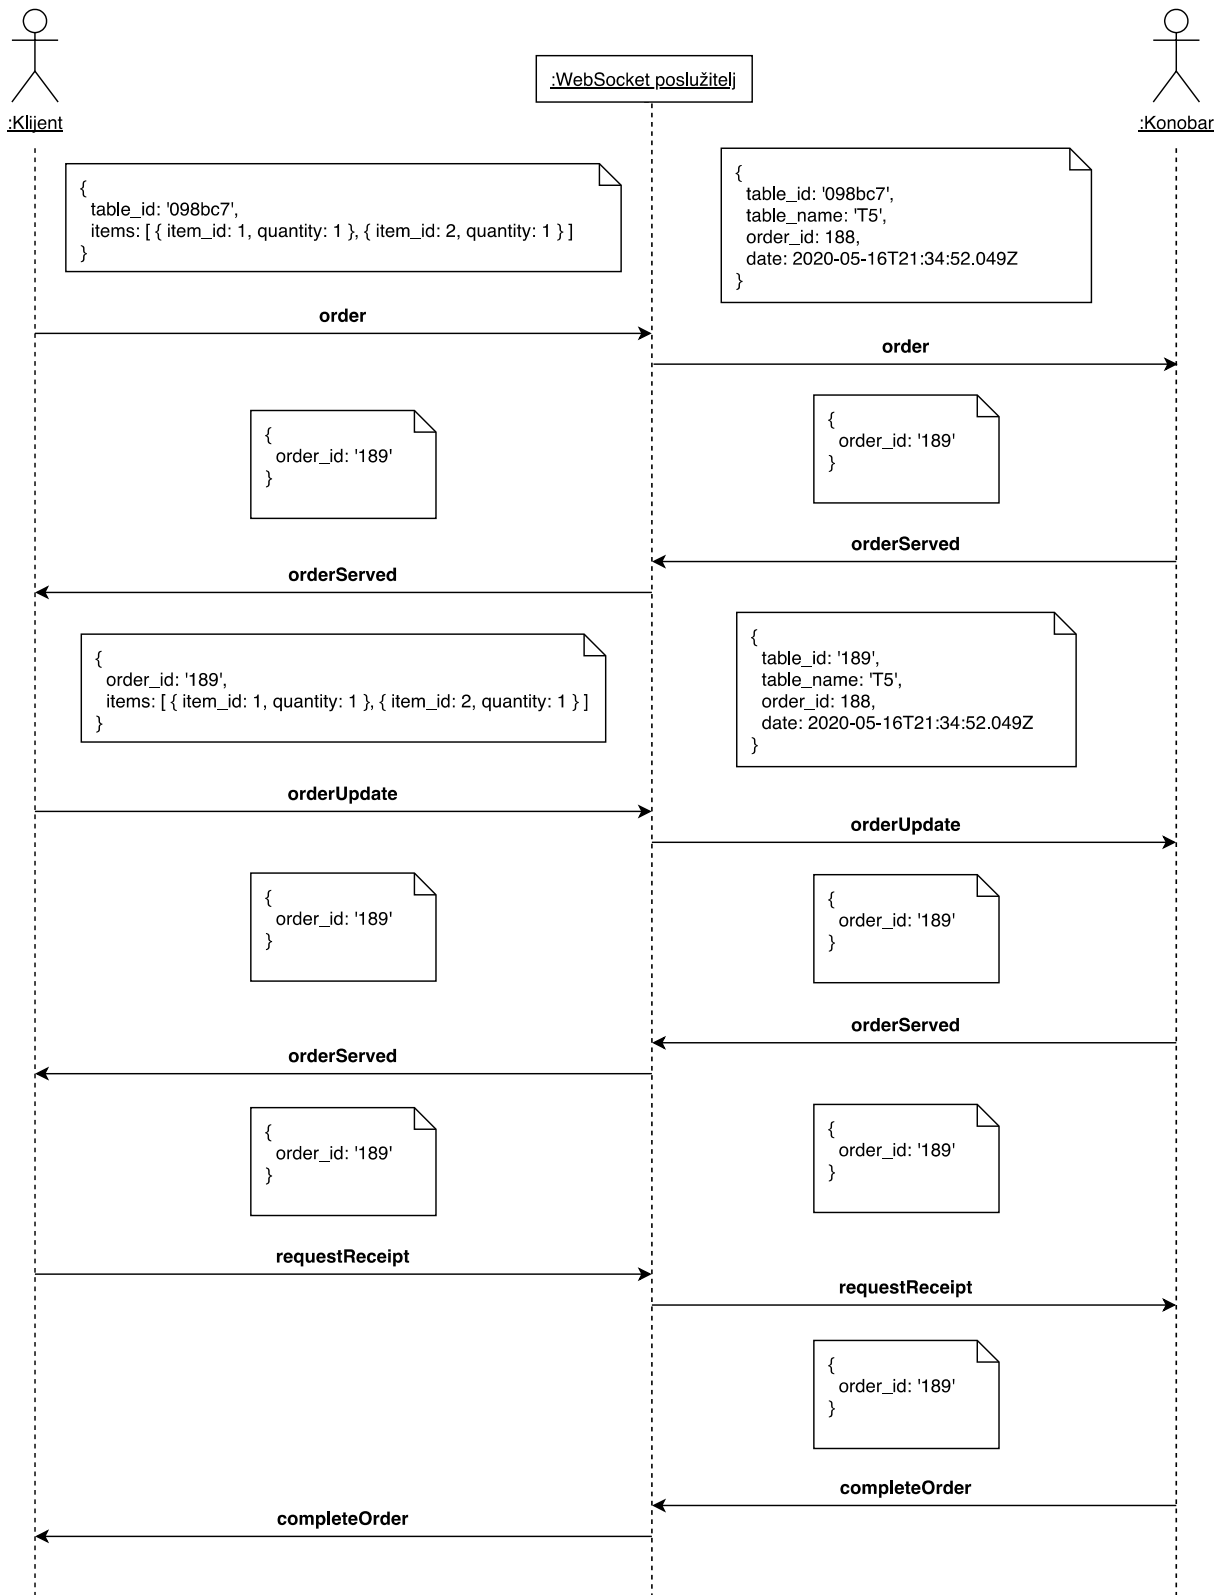 :WebSocket poslužitelj
:Klijent
:Konobar
{
table_id: '098bc7',
items: [ { item_id: 1, quantity: 1 }, { item_id: 2, quantity: 1 } ]
}
{
table_id: '098bc7',
table_name: 'T5',
order_id: 188,
date: 2020-05-16T21:34:52.049Z
}
order
order
{
order_id: '189'
}
{
order_id: '189'
}
orderServed
orderServed
{
order_id: '189',
items: [ { item_id: 1, quantity: 1 }, { item_id: 2, quantity: 1 } ]
}
{
table_id: '189',
table_name: 'T5',
order_id: 188,
date: 2020-05-16T21:34:52.049Z
}
orderUpdate
orderUpdate
{
order_id: '189'
}
{
order_id: '189'
}
orderServed
orderServed
{
order_id: '189'
}
{
order_id: '189'
}
requestReceipt
requestReceipt
{
order_id: '189'
}
completeOrder
completeOrder